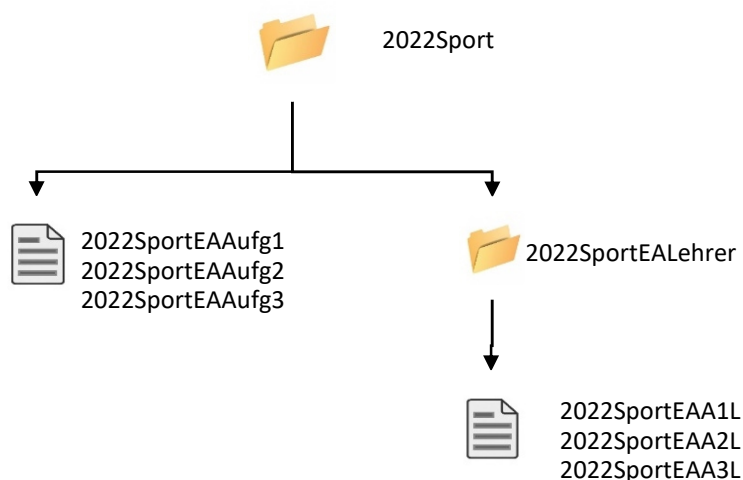 2022Sport
2022SportEAAufg1
2022SportEAAufg2
2022SportEAAufg3
2022SportEALehrer
2022SportEAA1L
2022SportEAA2L
2022SportEAA3L